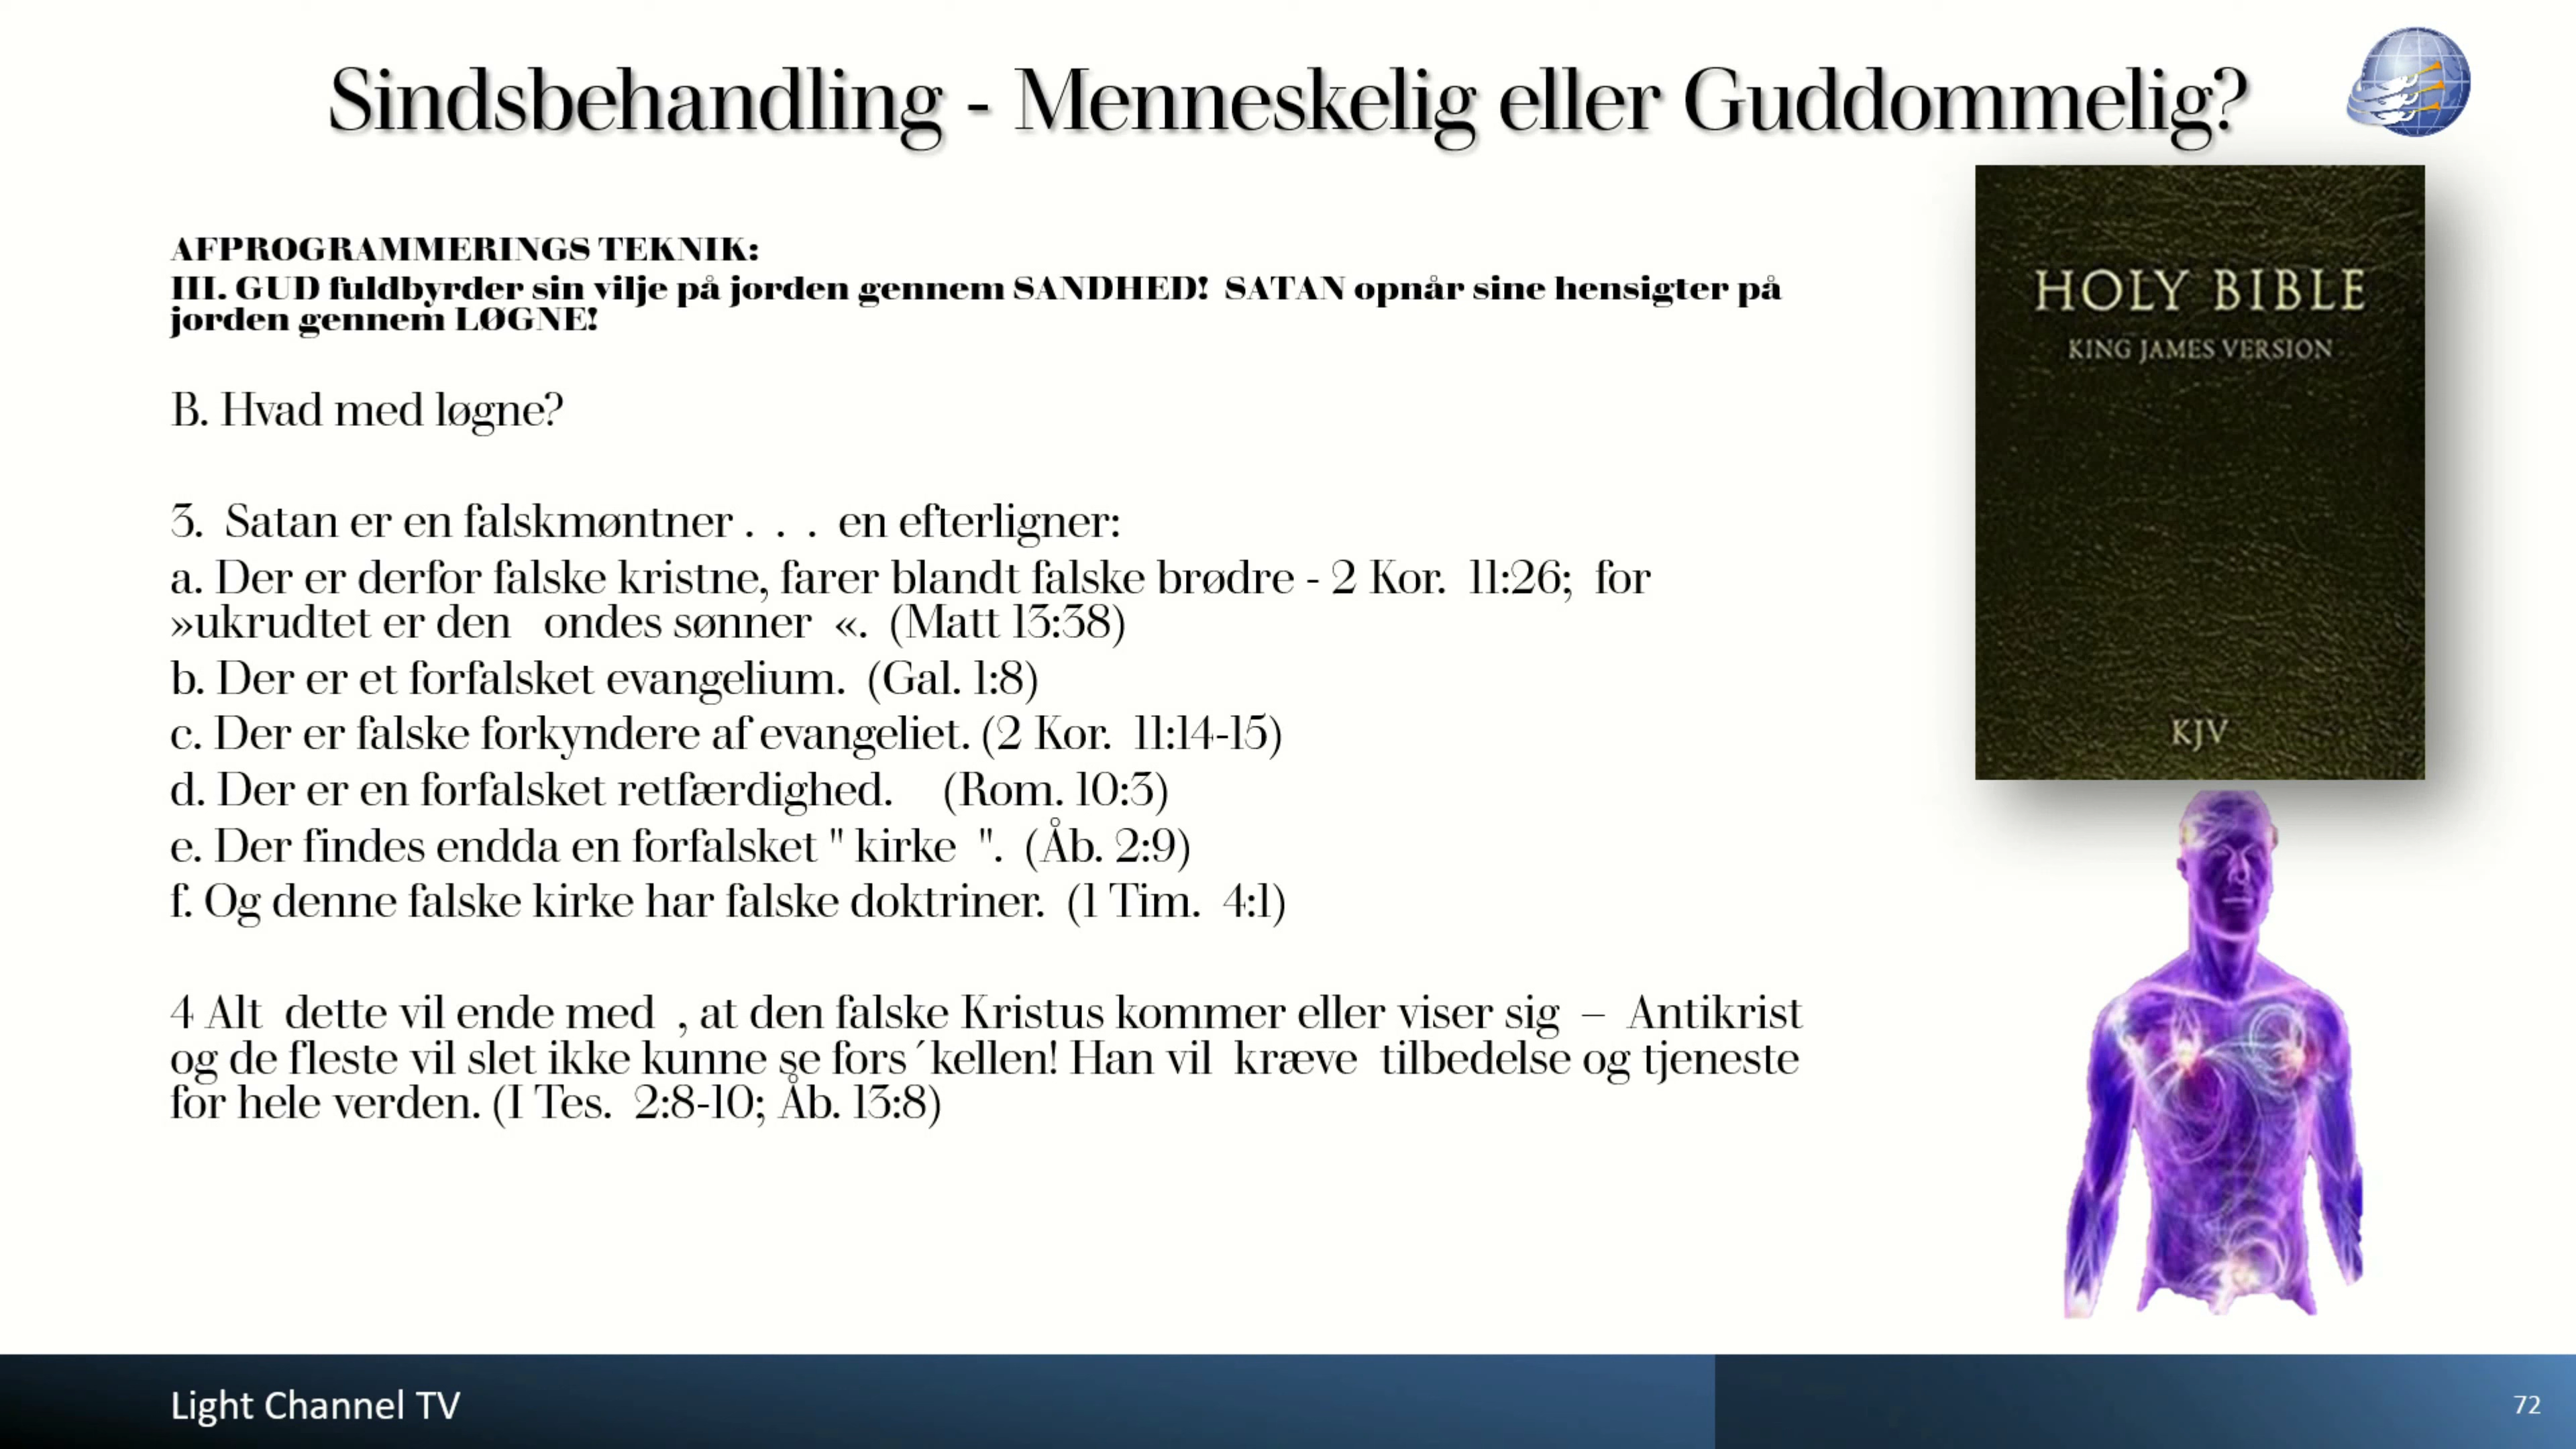 Sindsbehandling - Menneskelig eller Guddommelig?
AFPROGRAMMERINGS TEKNIK:
III. GUD fuldbyrder sin vilje på jorden gennem SANDHED!  SATAN opnår sine hensigter på
jorden gennem LØGNE!
B. Hvad med løgne?
3.  Satan er en falskmøntner .  .  .  en efterligner:
a. Der er derfor falske kristne, farer blandt falske brødre - 2 Kor.  11:26;  for
»ukrudtet er den   ondes sønner  «.  (Matt 13:38)
b. Der er et forfalsket evangelium.  (Gal. 1:8)
c. Der er falske forkyndere af evangeliet. (2 Kor.  11:14-15)
d. Der er en forfalsket retfærdighed.    (Rom. 10:3)
e. Der findes endda en forfalsket " kirke  ".  (Åb. 2:9)
f. Og denne falske kirke har falske doktriner.  (1 Tim.  4:1)
4 Alt  dette vil ende med  , at den falske Kristus kommer eller viser sig  –  Antikrist
og de fleste vil slet ikke kunne se fors´kellen! Han vil  kræve  tilbedelse og tjeneste
for hele verden. (I Tes.  2:8-10; Åb. 13:8)
HOLY BIBLE
KING JAMES VERSION
KJV
Light Channel TV
72